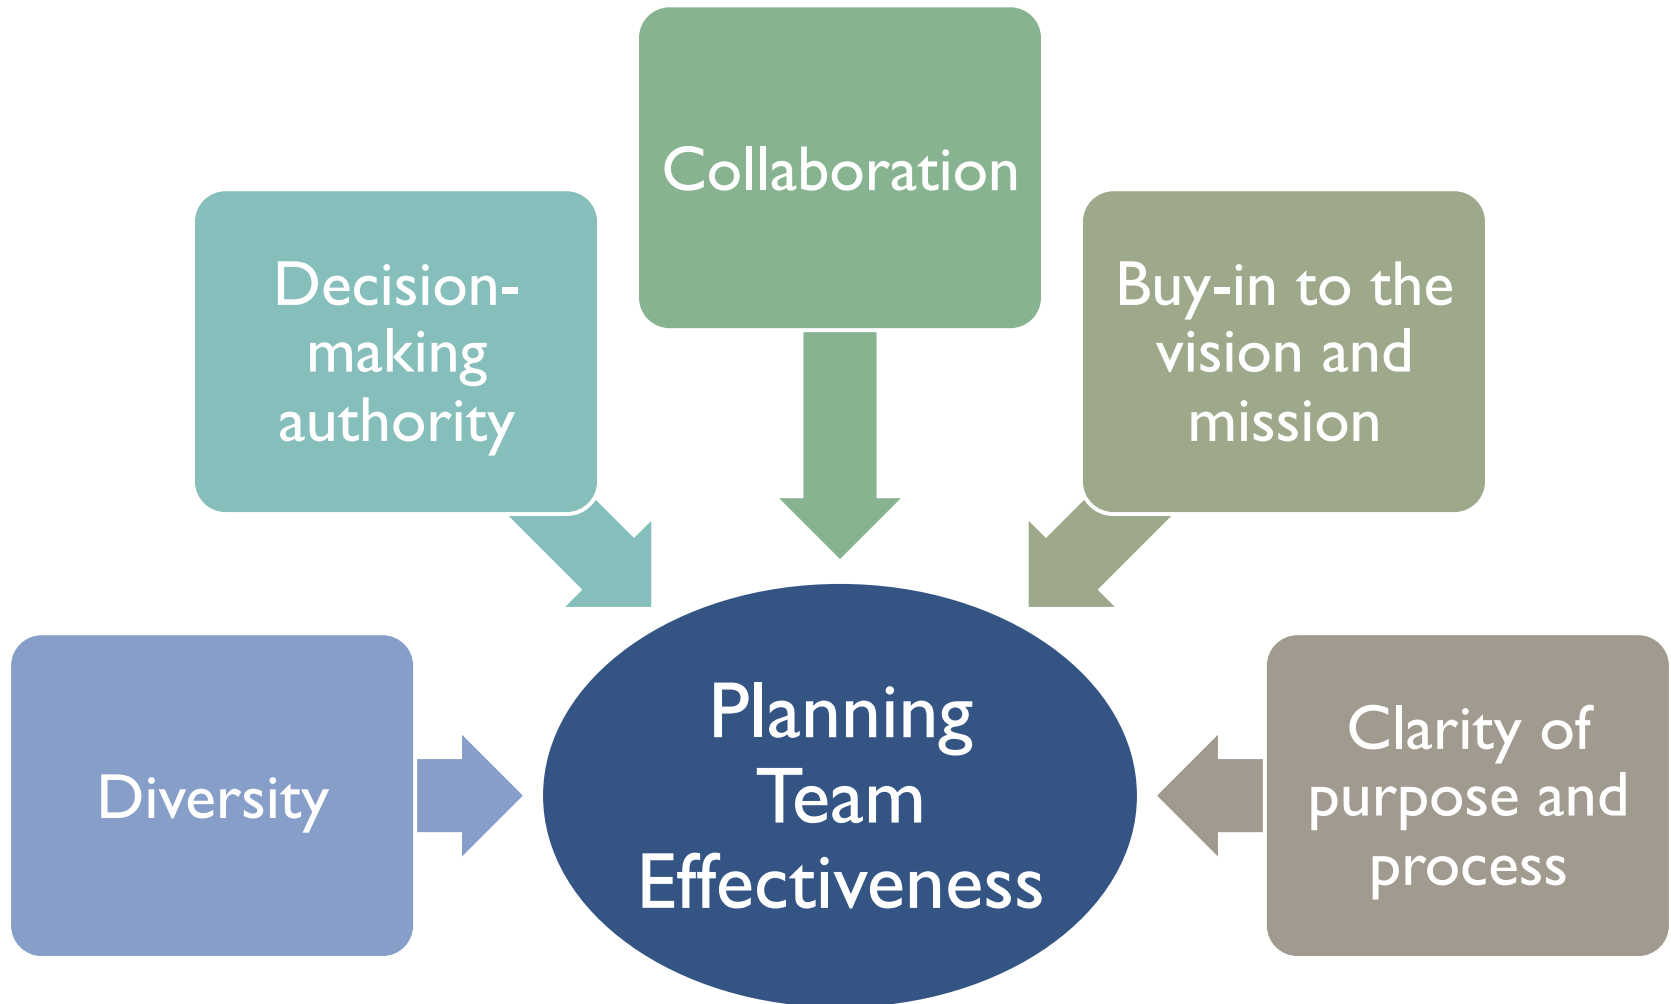 Collaboration
Decision-
making
authority
Buy-in to the
vision and
mission
Diversity
Planning
Team
Effectiveness
Clarity of
purpose and
process